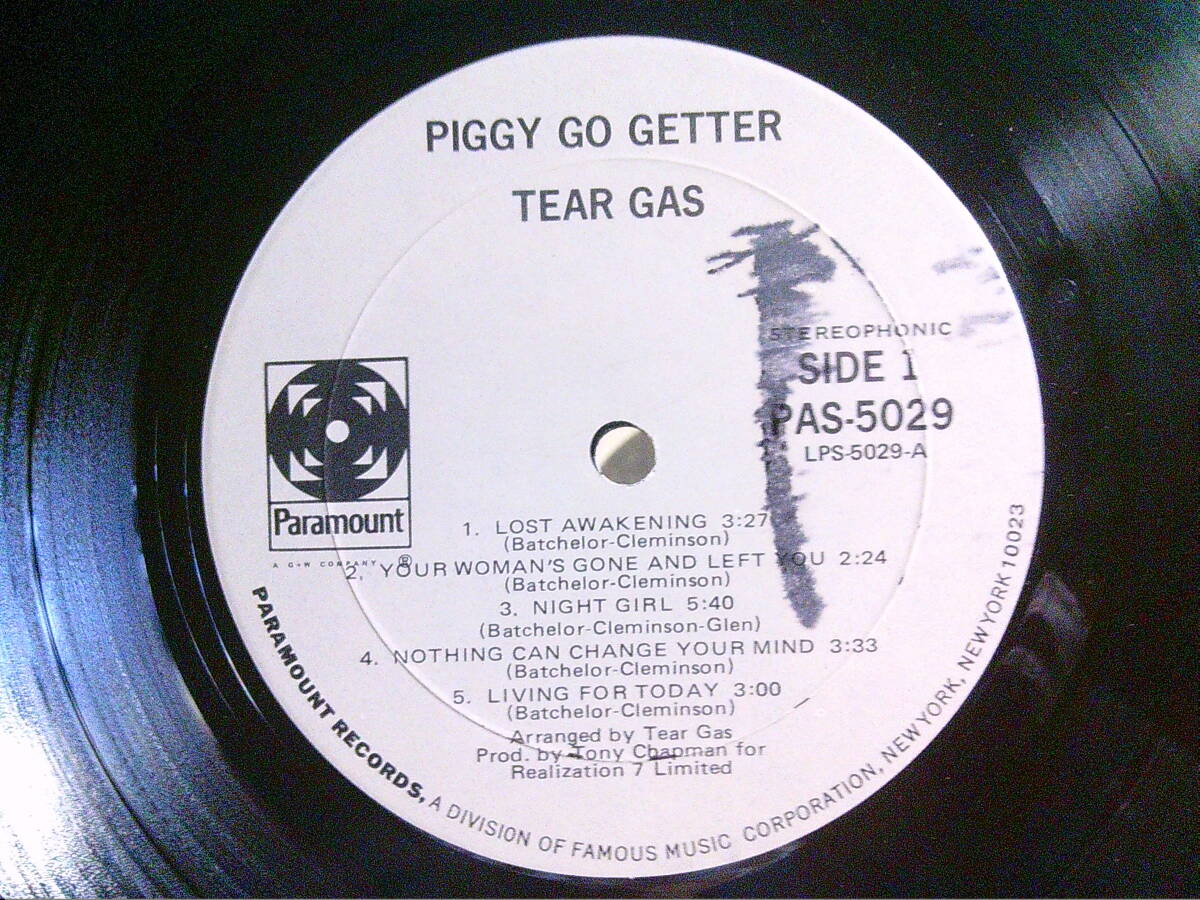 PIGGY GO GETTER
TEAR GAS
STEREOPHONIC
SIDE 1
PAS-5029
LPS-5029-A
Paramount
A G+W COMPANY ®
1. LOST AWAKENING 3:27
(Batchelor-Cleminson)
2. YOUR WOMAN'S GONE AND LEFT YOU 2:24
(Batchelor-Cleminson)
3. NIGHT GIRL 5:40
(Batchelor-Cleminson-Glen)
4. NOTHING CAN CHANGE YOUR MIND 3:33
(Batchelor-Cleminson)
5. LIVING FOR TODAY 3:00
(Batchelor-Cleminson)
Arranged by Tear Gas
Prod. by Tony Chapman for
Realization 7 Limited
PARAMOUNT RECORDS, A DIVISION OF FAMOUS MUSIC CORPORATION, NEW YORK, NEW YORK 10023